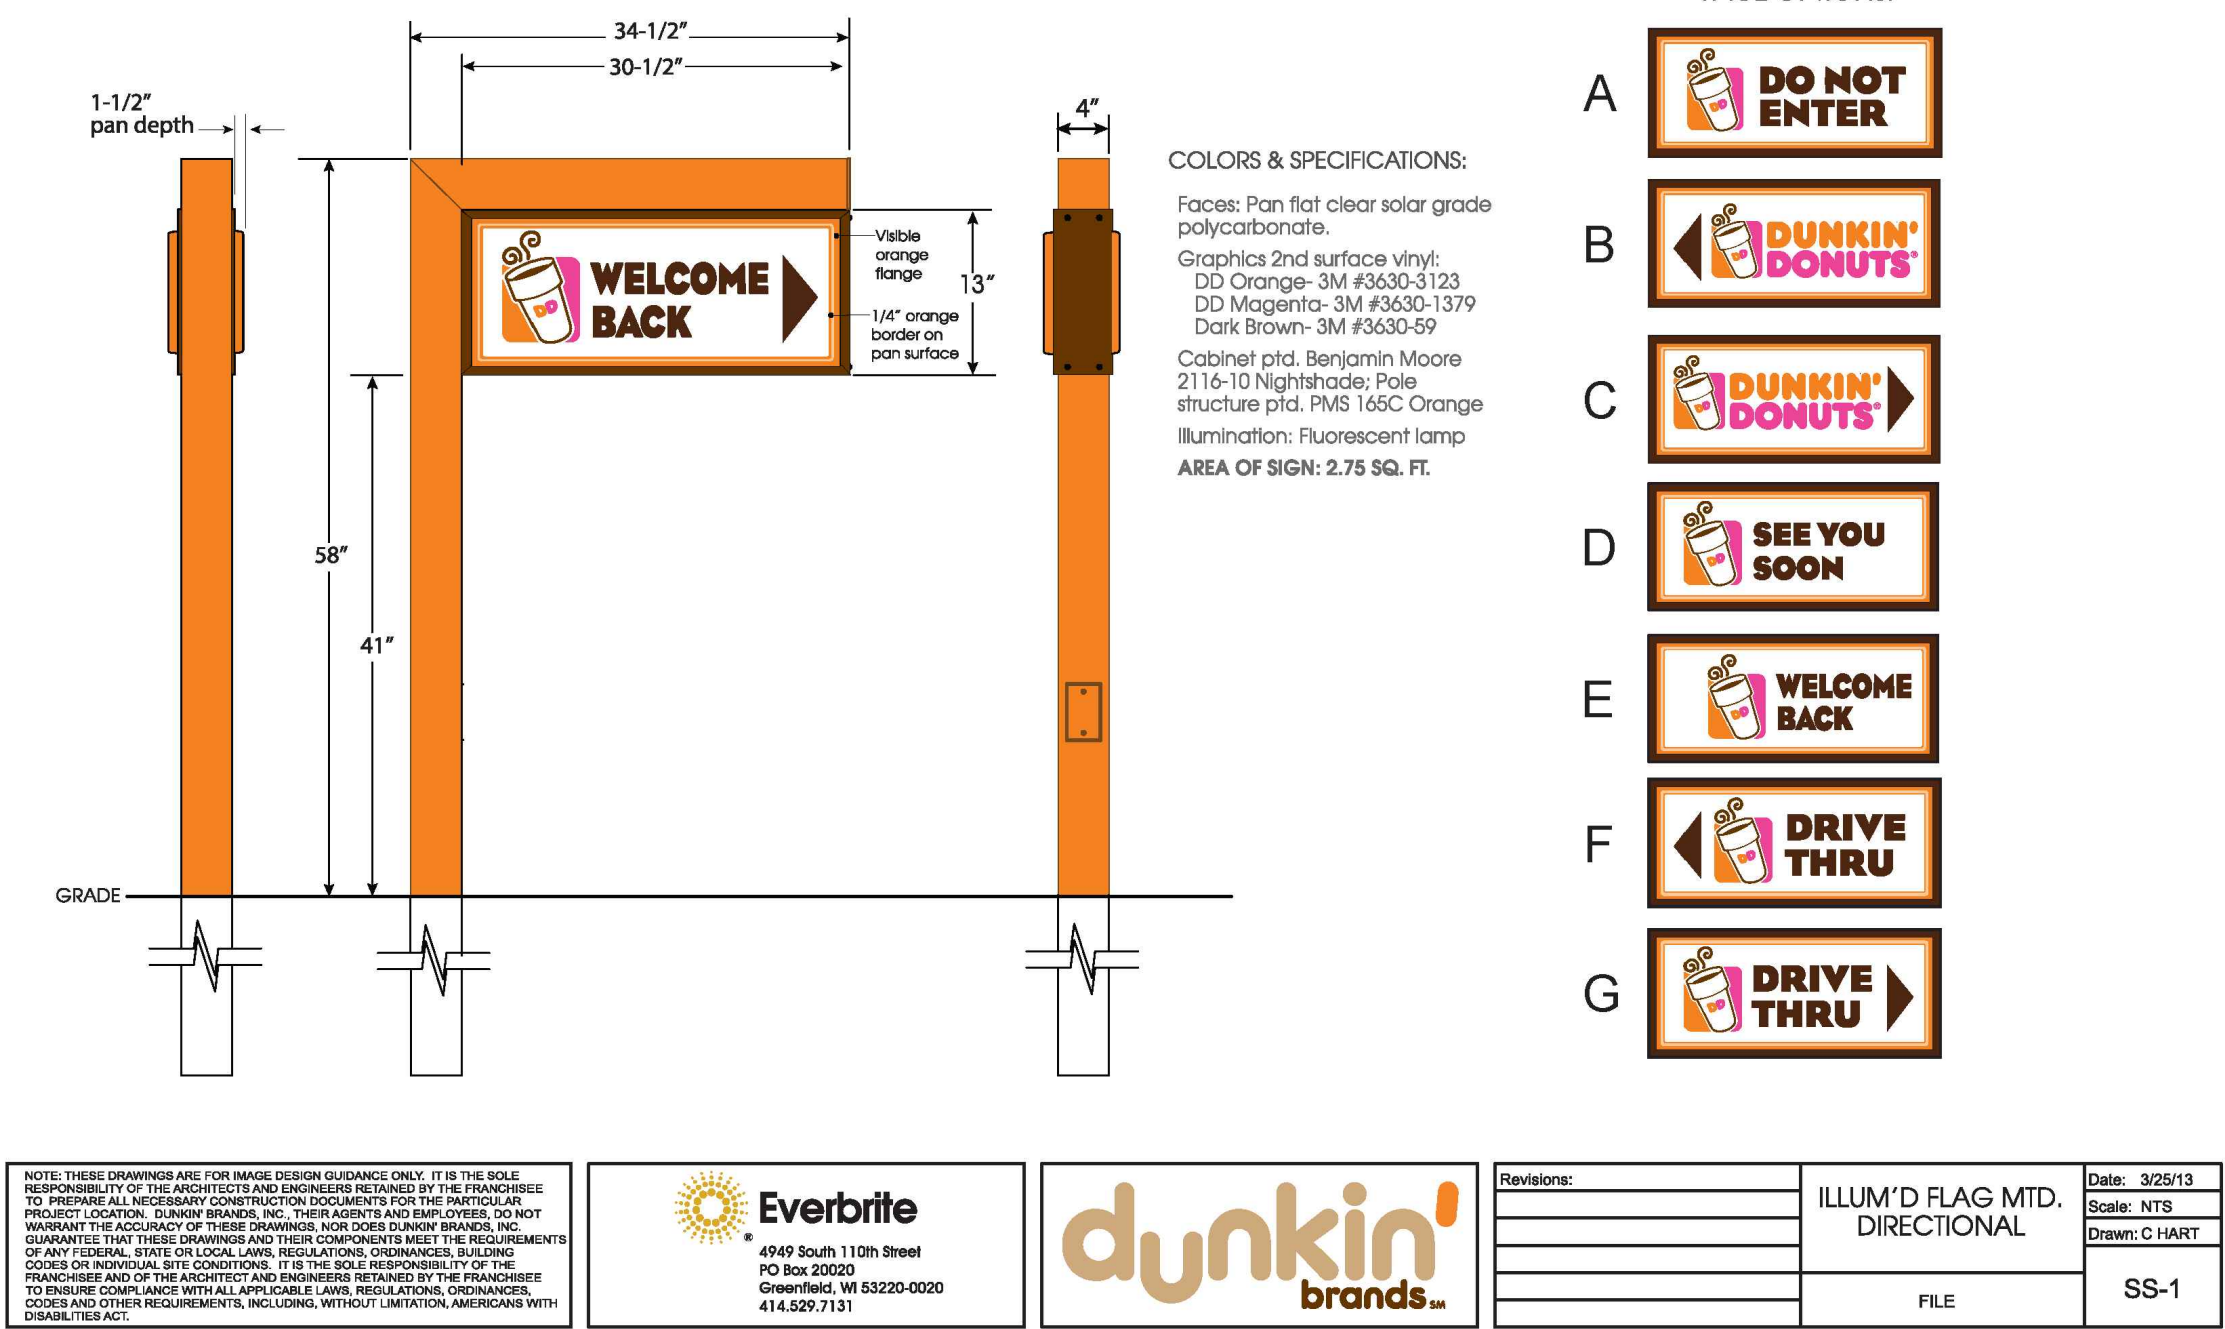 34-1/2"
30-1/2"
1-1/2"
pan depth
4"
WELCOME
BACK
DD
Visible
orange
flange
1/4" orange
border on
pan surface
13"
58"
41"
GRADE
COLORS & SPECIFICATIONS:
Faces: Pan flat clear solar grade
polycarbonate.
Graphics 2nd surface vinyl:
DD Orange- 3M #3630-3123
DD Magenta- 3M #3630-1379
Dark Brown- 3M #3630-59
Cabinet ptd. Benjamin Moore
2116-10 Nightshade; Pole
structure ptd. PMS 165C Orange
Illumination: Fluorescent lamp
AREA OF SIGN: 2.75 SQ. FT.
A
DD
DO NOT
ENTER
B
DD
DUNKIN'
DONUTS®
C
DD
DUNKIN'
DONUTS®
D
DD
SEE YOU
SOON
E
DD
WELCOME
BACK
F
DD
DRIVE
THRU
G
DD
DRIVE
THRU
NOTE: THESE DRAWINGS ARE FOR IMAGE DESIGN GUIDANCE ONLY. IT IS THE SOLE
RESPONSIBILITY OF THE ARCHITECTS AND ENGINEERS RETAINED BY THE FRANCHISEE
TO PREPARE ALL NECESSARY CONSTRUCTION DOCUMENTS FOR THE PARTICULAR
PROJECT LOCATION. DUNKIN' BRANDS, INC., THEIR AGENTS AND EMPLOYEES, DO NOT
WARRANT THE ACCURACY OF THESE DRAWINGS, NOR DOES DUNKIN' BRANDS, INC.
GUARANTEE THAT THESE DRAWINGS AND THEIR COMPONENTS MEET THE REQUIREMENTS
OF ANY FEDERAL, STATE OR LOCAL LAWS, REGULATIONS, ORDINANCES, BUILDING
CODES OR INDIVIDUAL SITE CONDITIONS. IT IS THE SOLE RESPONSIBILITY OF THE
FRANCHISEE AND OF THE ARCHITECT AND ENGINEERS RETAINED BY THE FRANCHISEE
TO ENSURE COMPLIANCE WITH ALL APPLICABLE LAWS, REGULATIONS, ORDINANCES,
CODES AND OTHER REQUIREMENTS, INCLUDING, WITHOUT LIMITATION, AMERICANS WITH
DISABILITIES ACT.
Everbrite
®
4949 South 110th Street
PO Box 20020
Greenfield, WI 53220-0020
414.529.7131
dunkin'
brands SM
Revisions:
ILLUM'D FLAG MTD.
DIRECTIONAL
FILE
Date: 3/25/13
Scale: NTS
Drawn: C HART
SS-1